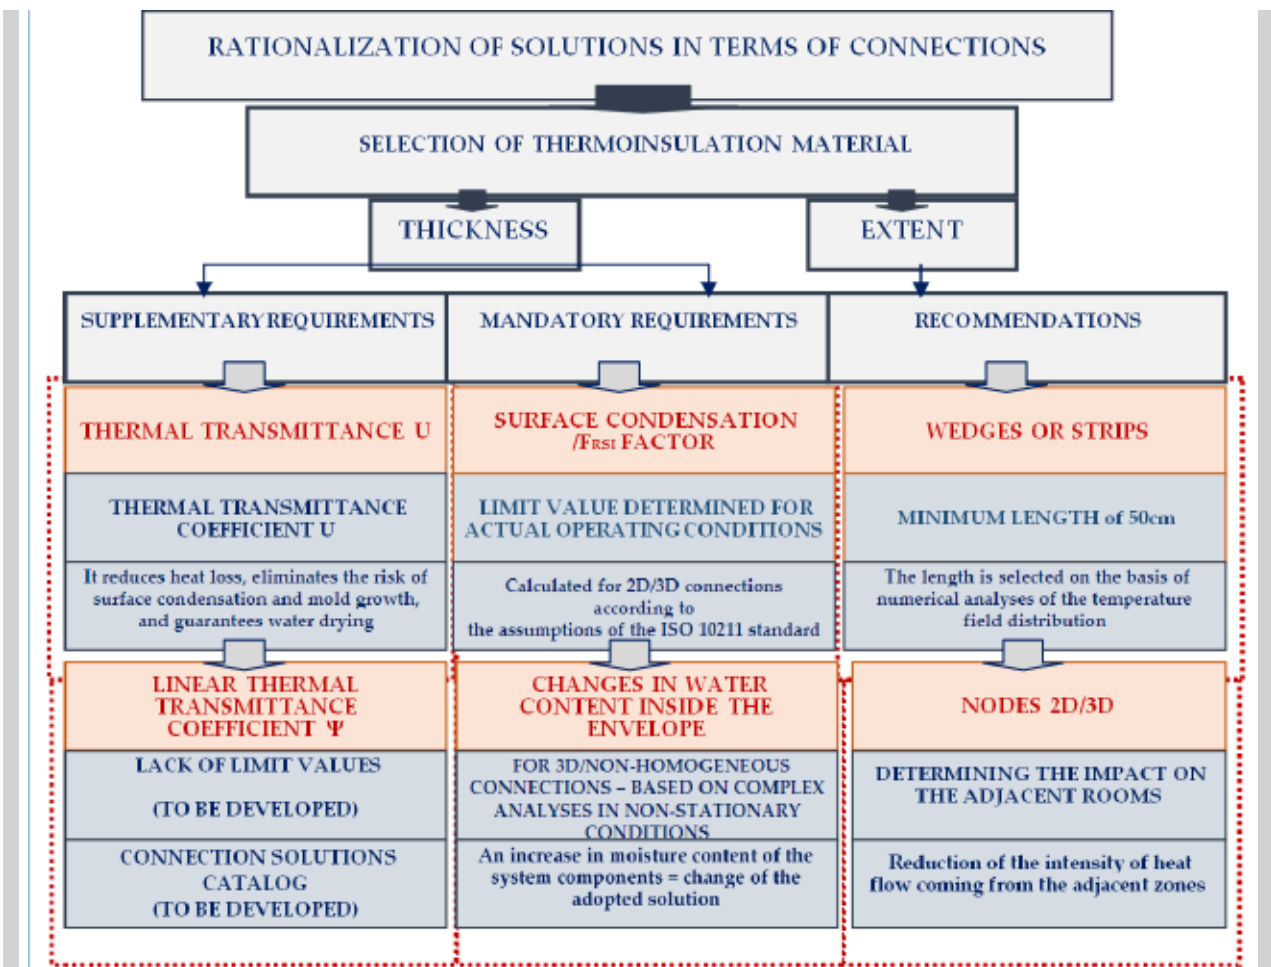 RATIONALIZATION OF SOLUTIONS IN TERMS OF CONNECTIONS
SELECTION OF THERMOINSULATION MATERIAL
THICKNESS
EXTENT
SUPPLEMENTARY REQUIREMENTS
MANDATORY REQUIREMENTS
RECOMMENDATIONS
THERMAL TRANSMITTANCE U
SURFACE CONDENSATION
/FRSI FACTOR
WEDGES OR STRIPS
THERMAL TRANSMITTANCE
COEFFICIENT U
LIMIT VALUE DETERMINED FOR
ACTUAL OPERATING CONDITIONS
MINIMUM LENGTH of 50cm
It reduces heat loss, eliminates the risk of
surface condensation and mold growth,
and guarantees water drying
Calculated for 2D/3D connections
according to
the assumptions of the ISO 10211 standard
The length is selected on the basis of
numerical analyses of the temperature
field distribution
LINEAR THERMAL
TRANSMITTANCE
COEFFICIENT Ψ
CHANGES IN WATER
CONTENT INSIDE THE
ENVELOPE
NODES 2D/3D
LACK OF LIMIT VALUES
(TO BE DEVELOPED)
FOR 3D/NON-HOMOGENEOUS
CONNECTIONS – BASED ON COMPLEX
ANALYSES IN NON-STATIONARY
CONDITIONS
DETERMINING THE IMPACT ON
THE ADJACENT ROOMS
CONNECTION SOLUTIONS
CATALOG
(TO BE DEVELOPED)
An increase in moisture content of the
system components = change of the
adopted solution
Reduction of the intensity of heat
flow coming from the adjacent zones